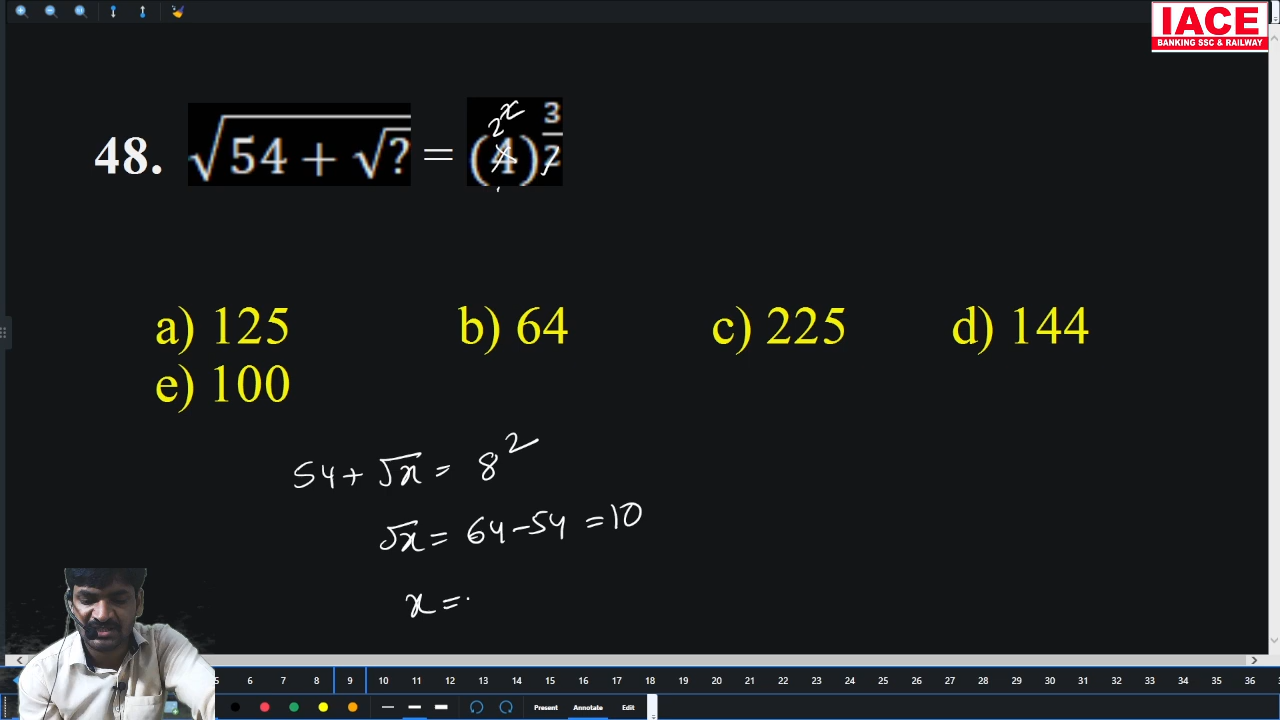 IACE
BANKING SSC & RAILWAY
48. √54 + √? = (4)^3/2
2^x
a) 125 b) 64 c) 225 d) 144
e) 100
54 + √x = 8^2
√x = 64 - 54 = 10
x =
5 6 7 8 9 10 11 12 13 14 15 16 17 18 19 20 21 22 23 24 25 26 27 28 29 30 31 32 33 34 35 36
Present Annotate Edit